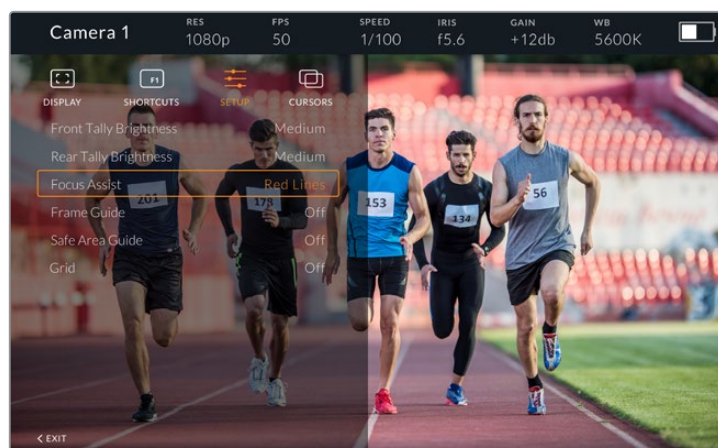 Camera 1
RES FPS SPEED IRIS GAIN WB
1080p 50 1/100 f5.6 +12db 5600K
F1
DISPLAY SHORTCUTS SETUP CURSORS
Front Tally Brightness Medium
Rear Tally Brightness Medium
Focus Assist Red Lines
Frame Guide Off
Safe Area Guide Off
Grid Off
201
178
153
134
56
< EXIT